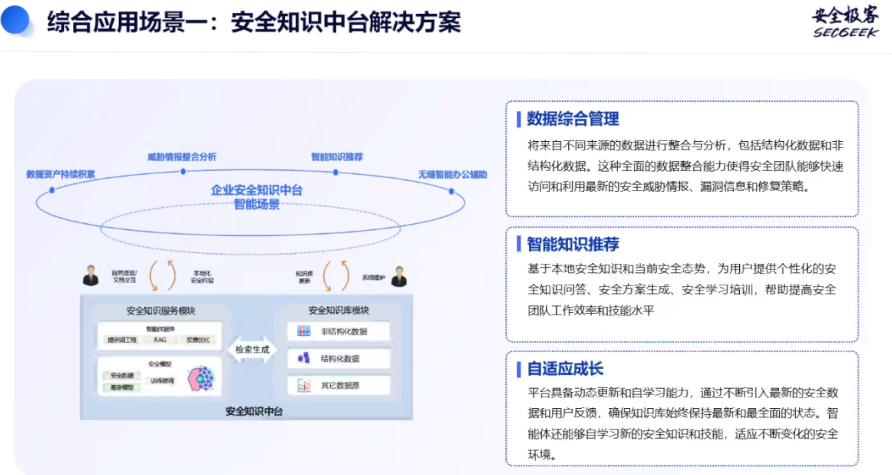 综合应用场景一：安全知识中台解决方案
安全极客
SECGEEK
威胁情报整合分析
智能知识推荐
数据资产持续积累
无缝智能办公辅助
企业安全知识中台
智能场景
自然语言/
文档交互
本地化
安全内容
知识库
更新
系统维护
安全知识服务模块
智能体服务
提示词工程
RAG
反馈优化
安全模型
安全数据
基座模型
训练微调
检索生成
安全知识库模块
非结构化数据
结构化数据
其它数据源
安全知识中台
数据综合管理
将来自不同来源的数据进行整合与分析，包括结构化数据和非
结构化数据。这种全面的数据整合能力使得安全团队能够快速
访问和利用最新的安全威胁情报、漏洞信息和修复策略。
智能知识推荐
基于本地安全知识和当前安全态势，为用户提供个性化的安
全知识问答、安全方案生成、安全学习培训，帮助提高安全
团队工作效率和技能水平
自适应成长
平台具备动态更新和自学习能力，通过不断引入最新的安全数
据和用户反馈，确保知识库始终保持最新和最全面的状态。智
能体还能够自学习新的安全知识和技能，适应不断变化的安全
环境。